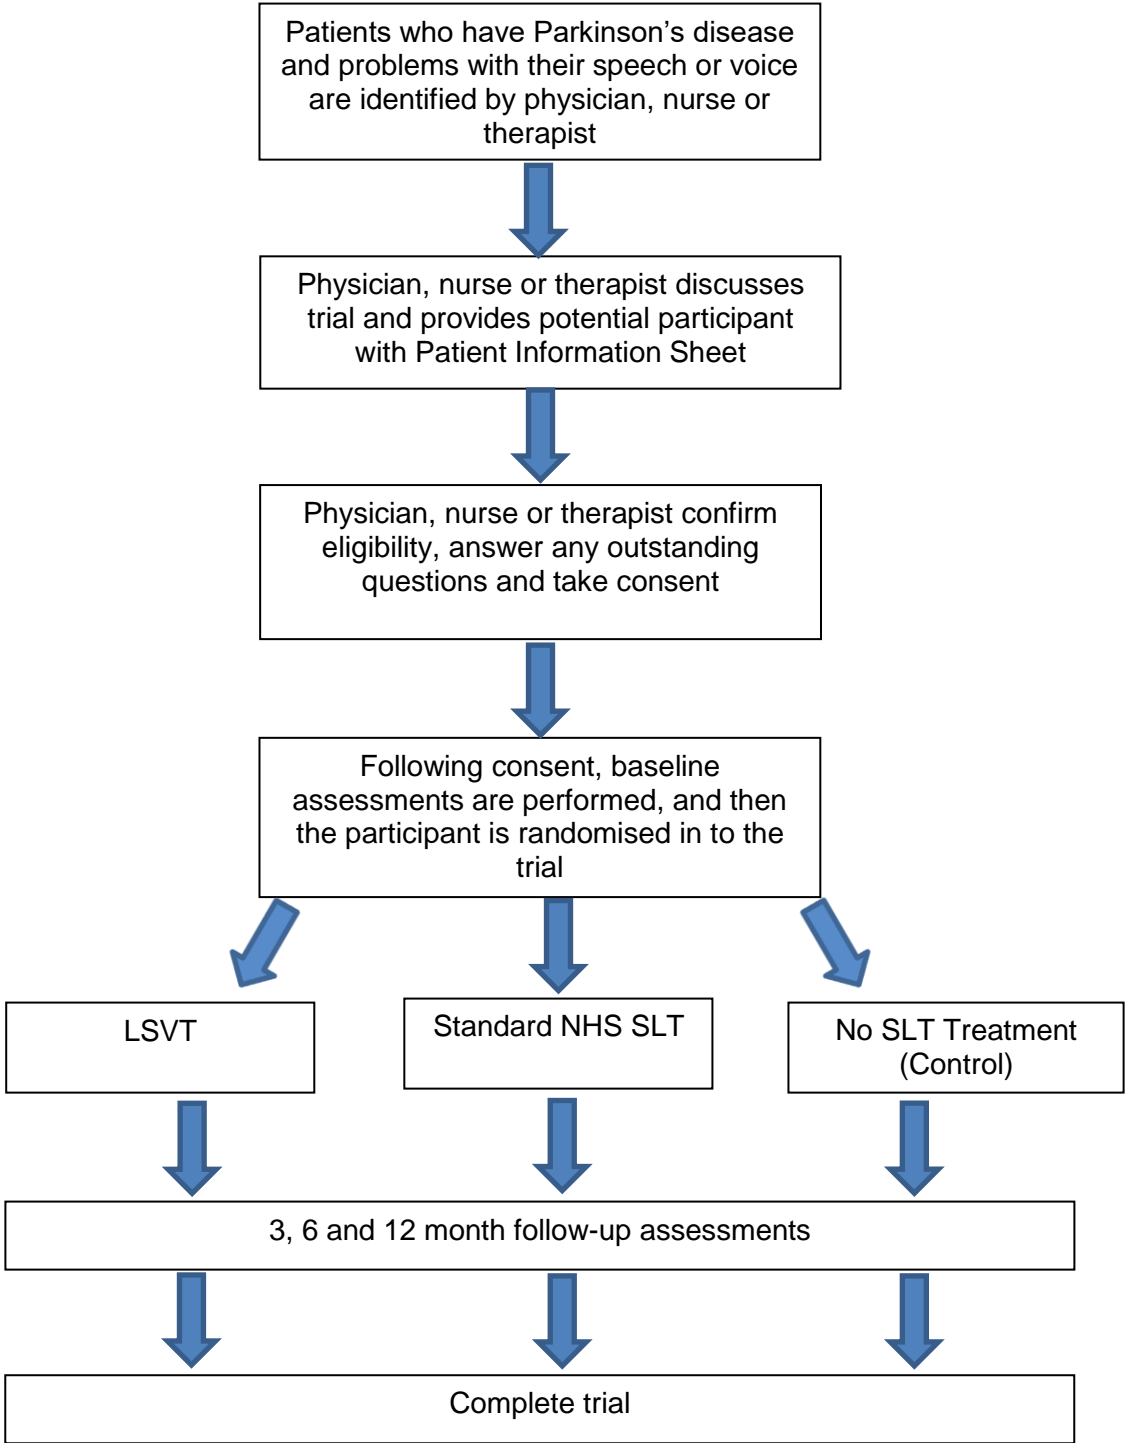 Patients who have Parkinson’s disease
and problems with their speech or voice
are identified by physician, nurse or
therapist
Physician, nurse or therapist discusses
trial and provides potential participant
with Patient Information Sheet
Physician, nurse or therapist confirm
eligibility, answer any outstanding
questions and take consent
Following consent, baseline
assessments are performed, and then
the participant is randomised in to the
trial
LSVT
Standard NHS SLT
No SLT Treatment
(Control)
3, 6 and 12 month follow-up assessments
Complete trial